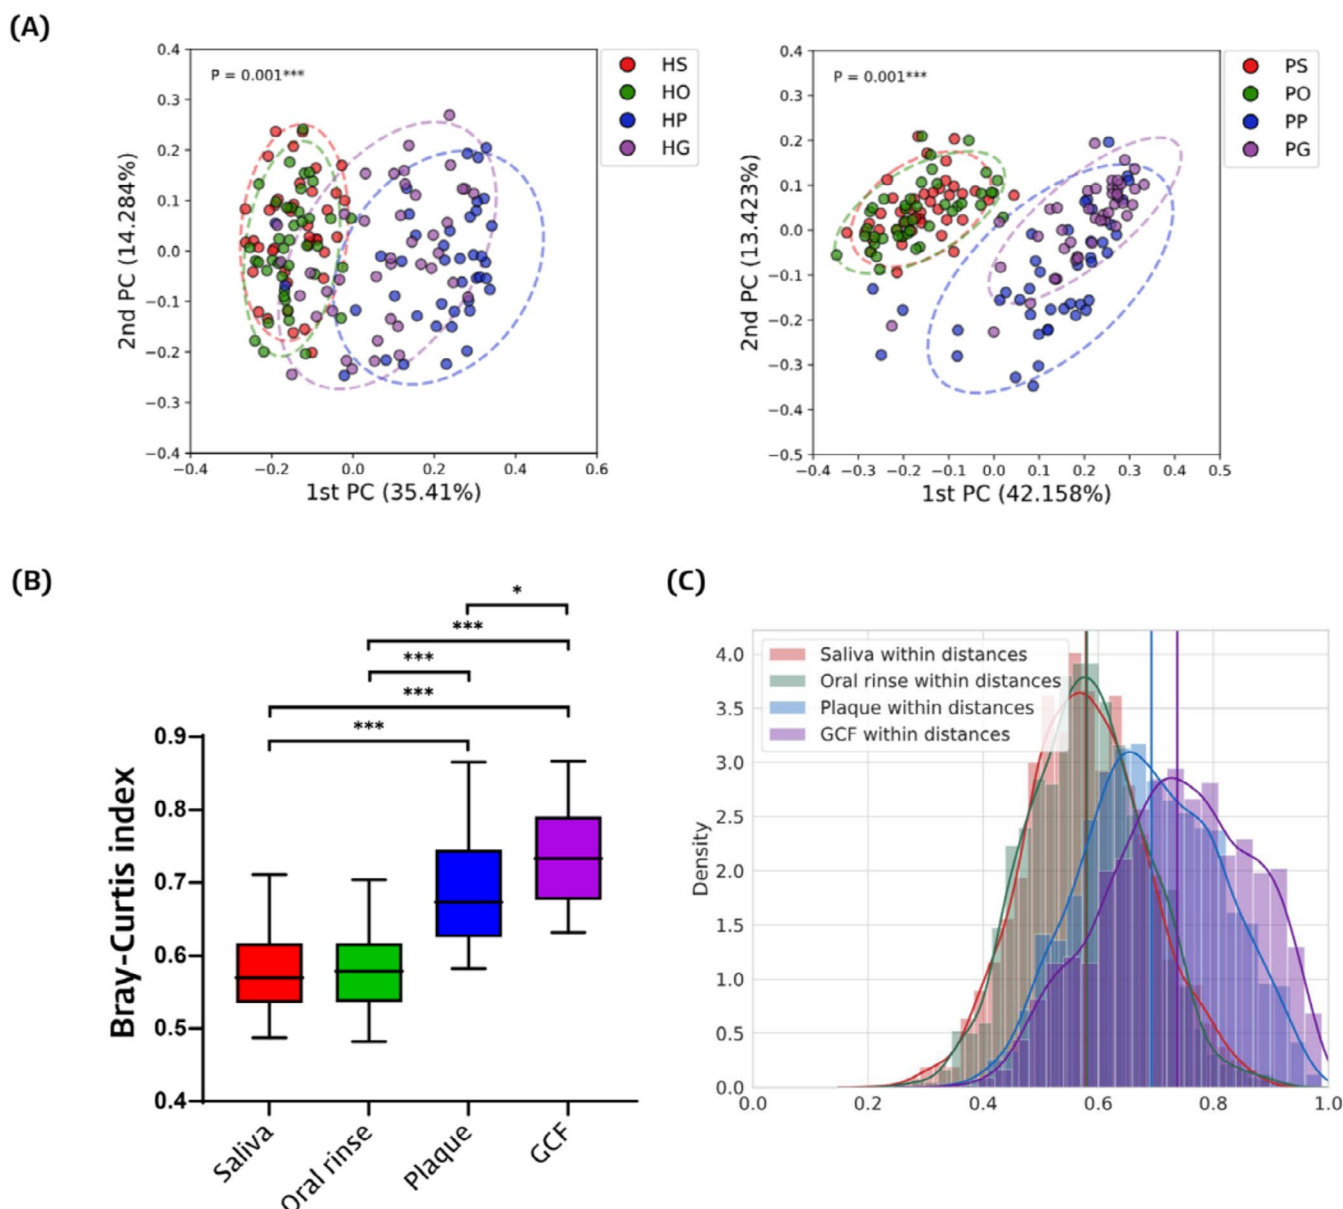 (A)
0.4
0.3
0.2
0.1
0.0
−0.1
−0.2
−0.3
−0.4
2nd PC (14.284%)
P = 0.001***
−0.4
−0.2
0.0
0.2
0.4
0.6
1st PC (35.41%)
HS
HO
HP
HG
0.4
0.3
0.2
0.1
0.0
−0.1
−0.2
−0.3
−0.4
−0.5
2nd PC (13.423%)
P = 0.001***
−0.4
−0.3
−0.2
−0.1
0.0
0.1
0.2
0.3
0.4
0.5
1st PC (42.158%)
PS
PO
PP
PG
(B)
*
***
***
***
***
0.9
0.8
0.7
0.6
0.5
0.4
Bray-Curtis index
Saliva
Oral rinse
Plaque
GCF
(C)
4.0
3.5
3.0
2.5
2.0
1.5
1.0
0.5
0.0
Density
Saliva within distances
Oral rinse within distances
Plaque within distances
GCF within distances
0.0
0.2
0.4
0.6
0.8
1.0